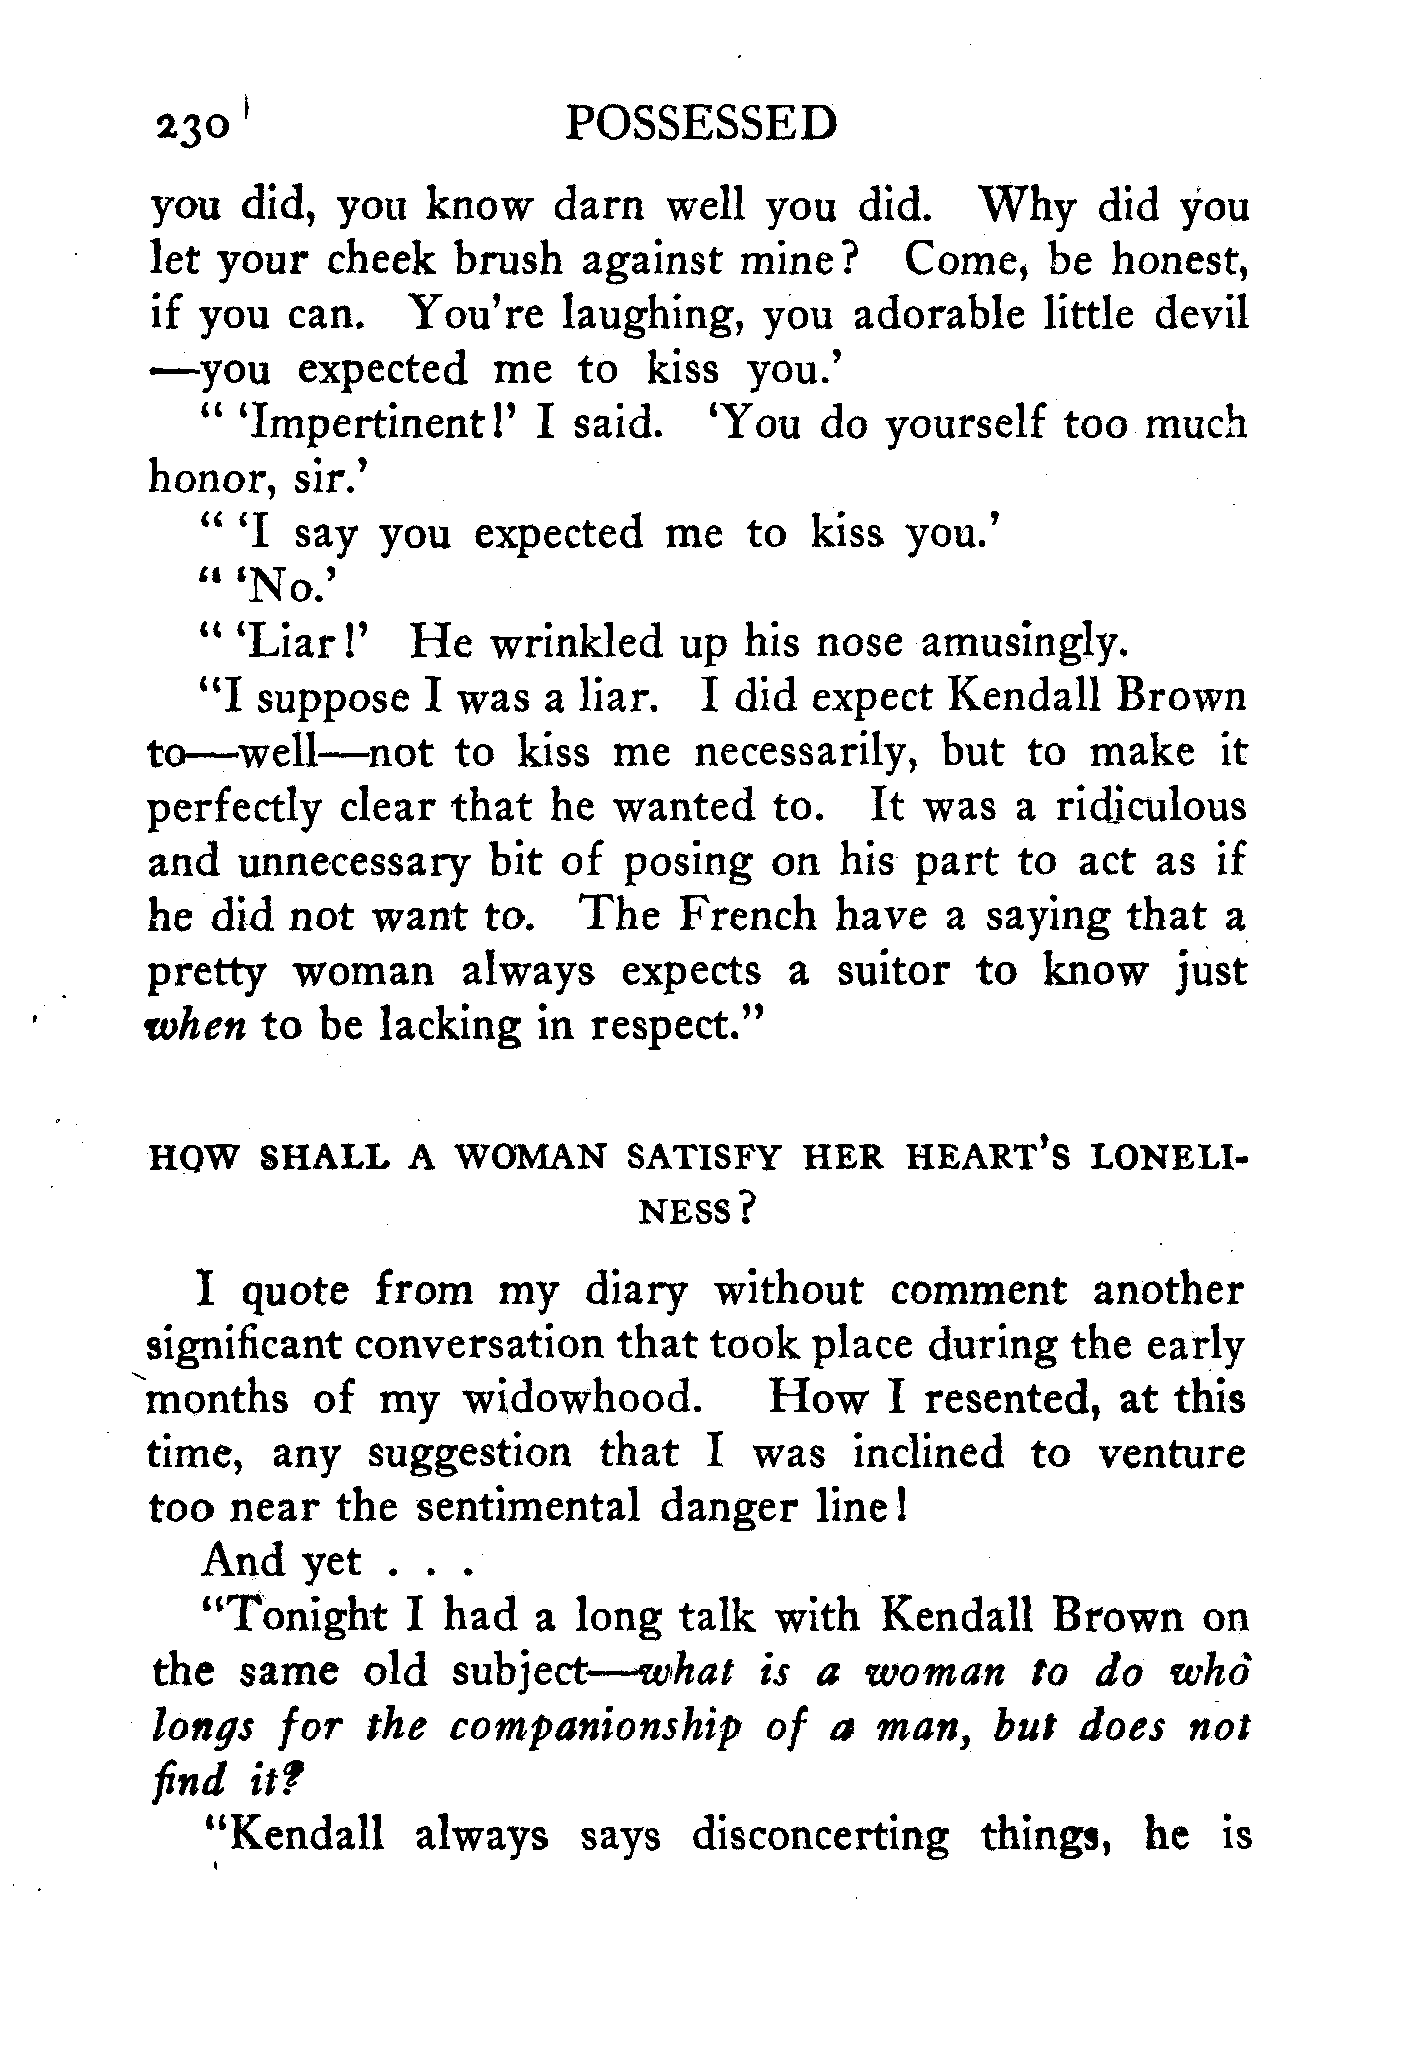 230 POSSESSED
you did, you know darn well you did. Why did you
let your cheek brush against mine? Come, be honest,
if you can. You're laughing, you adorable little devil
—you expected me to kiss you.'
" 'Impertinent!' I said. 'You do yourself too much
honor, sir.'
" 'I say you expected me to kiss you.'
" 'No.'
" 'Liar!' He wrinkled up his nose amusingly.
"I suppose I was a liar. I did expect Kendall Brown
to—well—not to kiss me necessarily, but to make it
perfectly clear that he wanted to. It was a ridiculous
and unnecessary bit of posing on his part to act as if
he did not want to. The French have a saying that a
pretty woman always expects a suitor to know just
when to be lacking in respect."
HOW SHALL A WOMAN SATISFY HER HEART'S LONELI-
NESS?
I quote from my diary without comment another
significant conversation that took place during the early
months of my widowhood. How I resented, at this
time, any suggestion that I was inclined to venture
too near the sentimental danger line!
And yet . . .
"Tonight I had a long talk with Kendall Brown on
the same old subject—what is a woman to do who
longs for the companionship of a man, but does not
find it?
"Kendall always says disconcerting things, he is